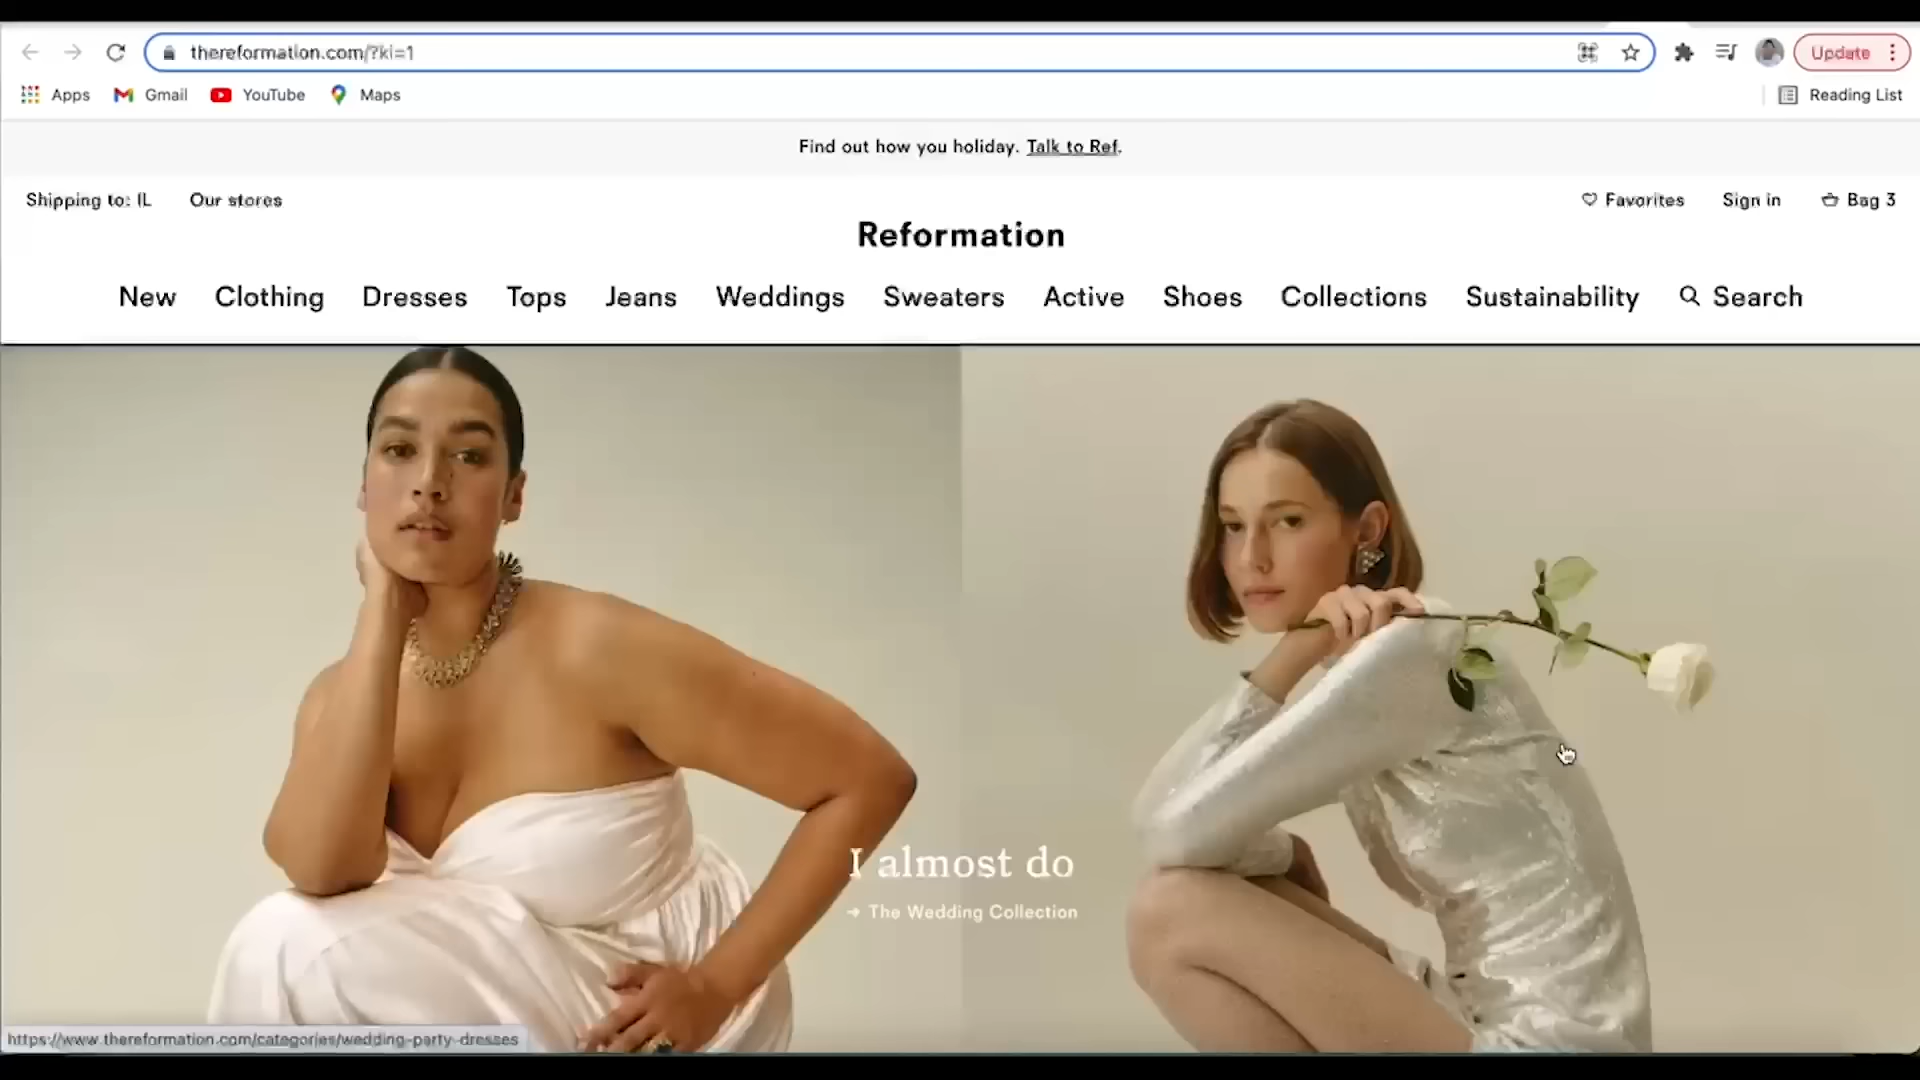 thereformation.com/?ki=1
Update
Apps
Gmail
YouTube
Maps
Reading List
Find out how you holiday. Talk to Ref.
Shipping to: IL
Our stores
Favorites
Sign in
Bag 3
Reformation
New
Clothing
Dresses
Tops
Jeans
Weddings
Sweaters
Active
Shoes
Collections
Sustainability
Search
I almost do
→ The Wedding Collection
https://www.thereformation.com/categories/wedding-party-dresses